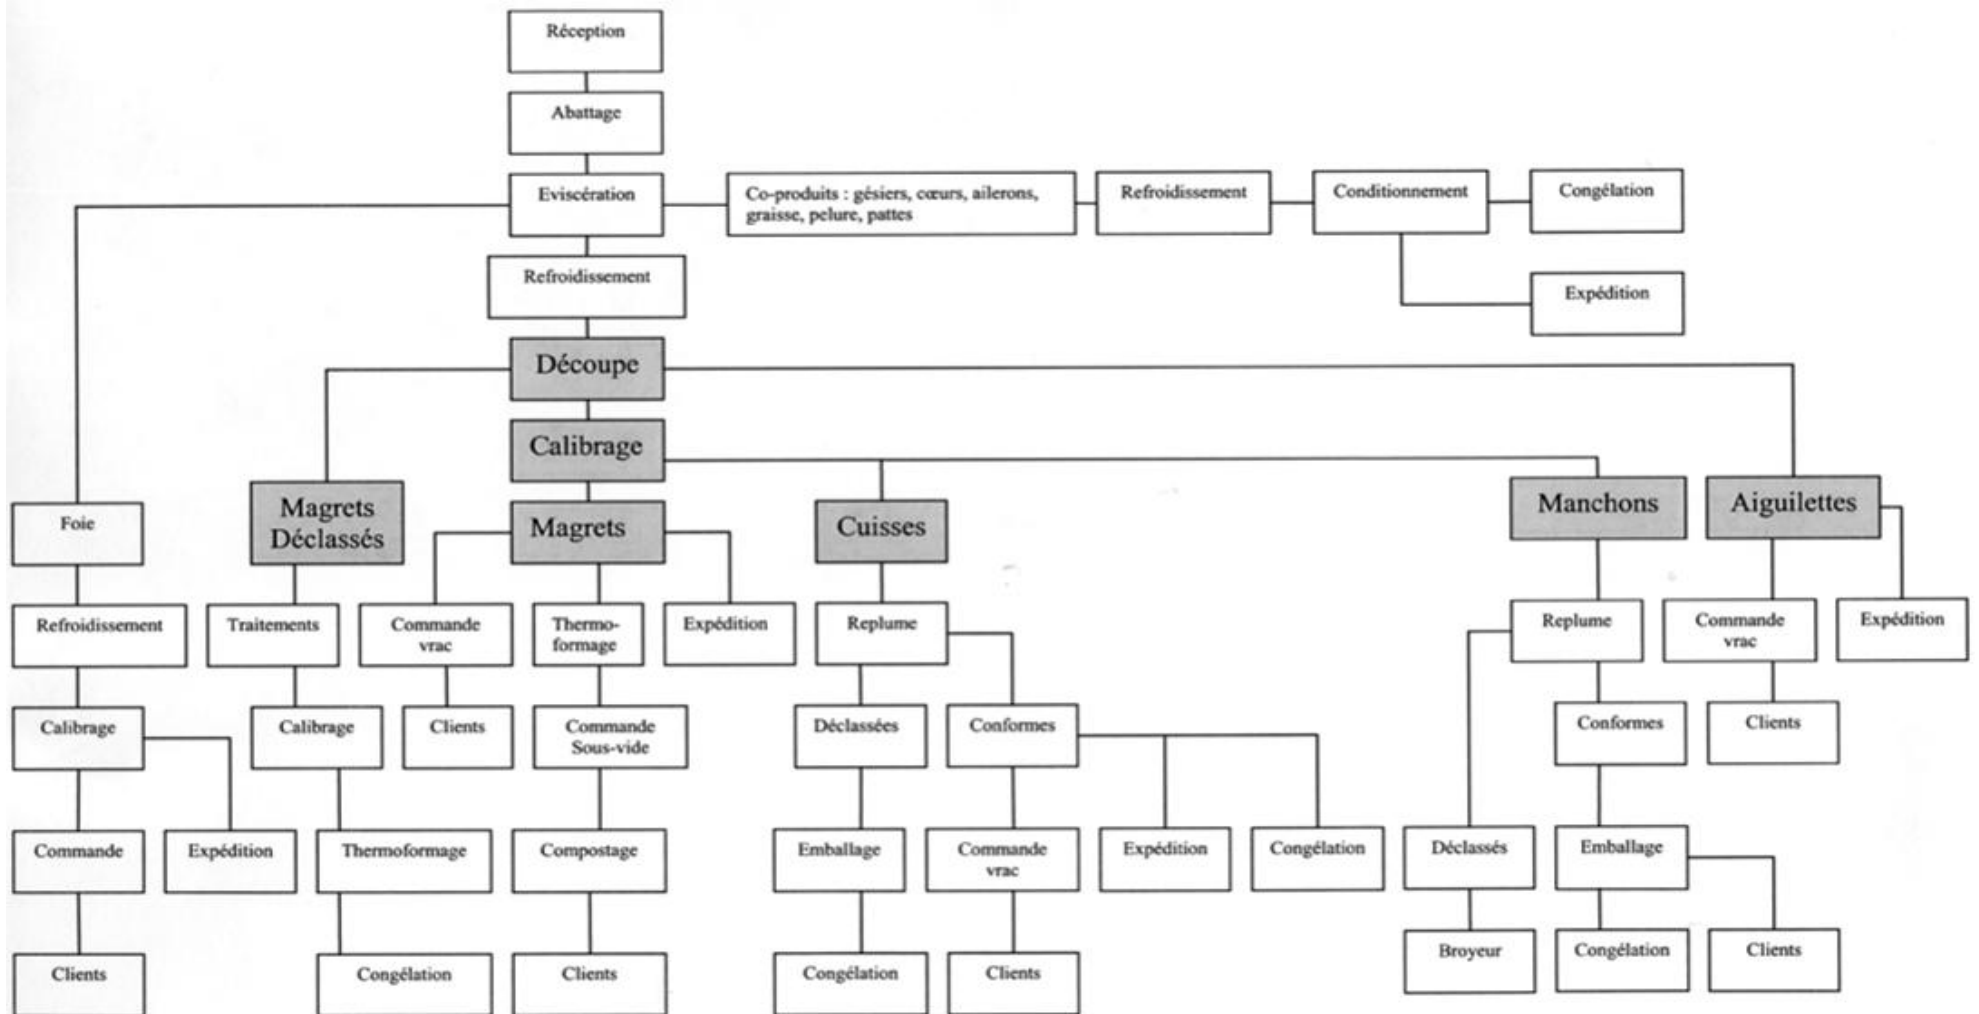 Réception
Abattage
Eviscération
Co-produits : gésiers, cœurs, ailerons,
graisse, pelure, pattes
Refroidissement
Conditionnement
Congélation
Refroidissement
Expédition
Découpe
Calibrage
Foie
Magrets
Déclassés
Magrets
Cuisses
Manchons
Aiguilettes
Refroidissement
Traitements
Commande
vrac
Thermo-
formage
Expédition
Replume
Replume
Commande
vrac
Expédition
Calibrage
Calibrage
Clients
Commande
Sous-vide
Déclassées
Conformes
Conformes
Clients
Commande
Expédition
Thermoformage
Compostage
Emballage
Commande
vrac
Expédition
Congélation
Déclassés
Emballage
Clients
Congélation
Clients
Congélation
Clients
Broyeur
Congélation
Clients